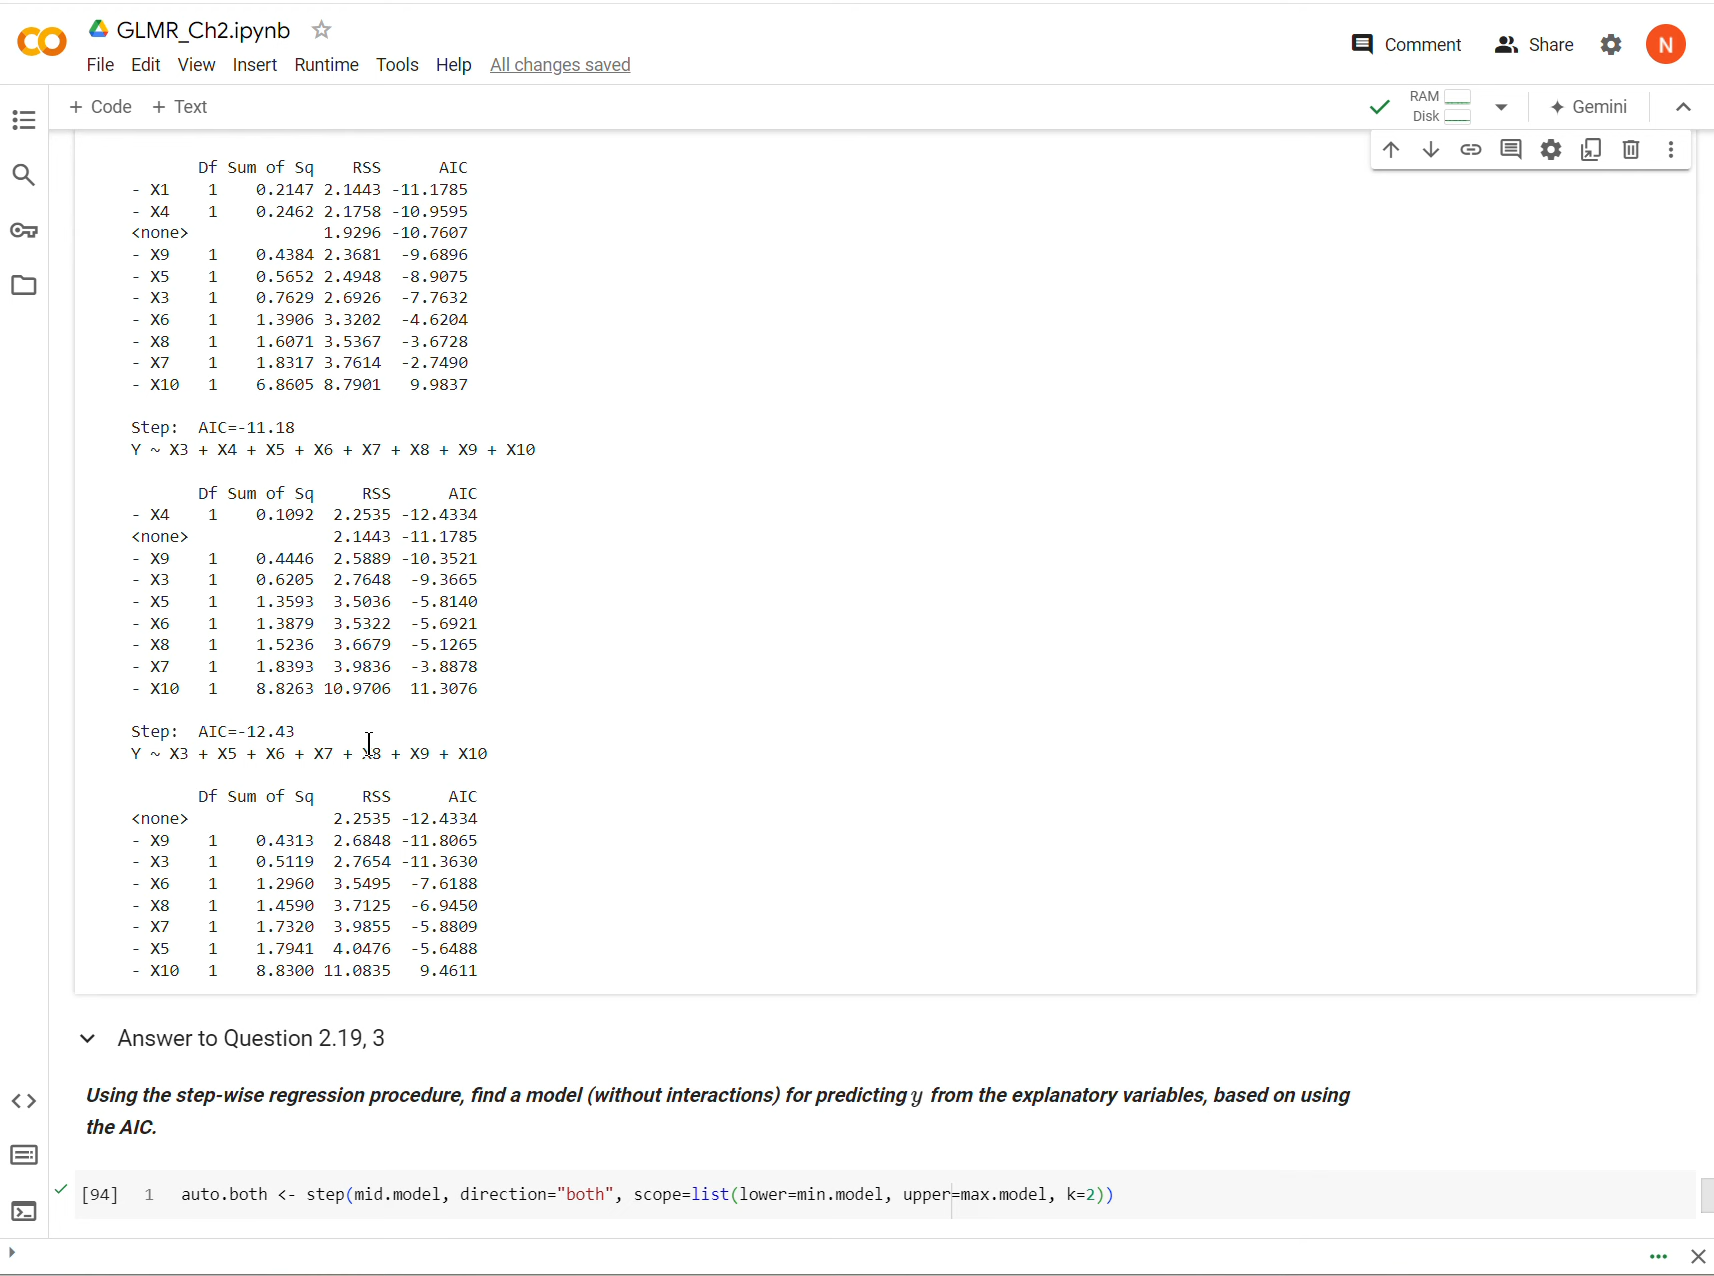 GLMR_Ch2.ipynb
Comment
Share
N
File Edit View Insert Runtime Tools Help All changes saved
+ Code + Text
RAM
Disk
Gemini
Df Sum of Sq RSS AIC
- X1 1 0.2147 2.1443 -11.1785
- X4 1 0.2462 2.1758 -10.9595
<none> 1.9296 -10.7607
- X9 1 0.4384 2.3681 -9.6896
- X5 1 0.5652 2.4948 -8.9075
- X3 1 0.7629 2.6926 -7.7632
- X6 1 1.3906 3.3202 -4.6204
- X8 1 1.6071 3.5367 -3.6728
- X7 1 1.8317 3.7614 -2.7490
- X10 1 6.8605 8.7901 9.9837
Step: AIC=-11.18
Y ~ X3 + X4 + X5 + X6 + X7 + X8 + X9 + X10
Df Sum of Sq RSS AIC
- X4 1 0.1092 2.2535 -12.4334
<none> 2.1443 -11.1785
- X9 1 0.4446 2.5889 -10.3521
- X3 1 0.6205 2.7648 -9.3665
- X5 1 1.3593 3.5036 -5.8140
- X6 1 1.3879 3.5322 -5.6921
- X8 1 1.5236 3.6679 -5.1265
- X7 1 1.8393 3.9836 -3.8878
- X10 1 8.8263 10.9706 11.3076
Step: AIC=-12.43
Y ~ X3 + X5 + X6 + X7 + X8 + X9 + X10
Df Sum of Sq RSS AIC
<none> 2.2535 -12.4334
- X9 1 0.4313 2.6848 -11.8065
- X3 1 0.5119 2.7654 -11.3630
- X6 1 1.2960 3.5495 -7.6188
- X8 1 1.4590 3.7125 -6.9450
- X7 1 1.7320 3.9855 -5.8809
- X5 1 1.7941 4.0476 -5.6488
- X10 1 8.8300 11.0835 9.4611
Answer to Question 2.19, 3
Using the step-wise regression procedure, find a model (without interactions) for predicting y from the explanatory variables, based on using
the AIC.
[94] 1 auto.both <- step(mid.model, direction="both", scope=list(lower=min.model, upper=max.model, k=2))